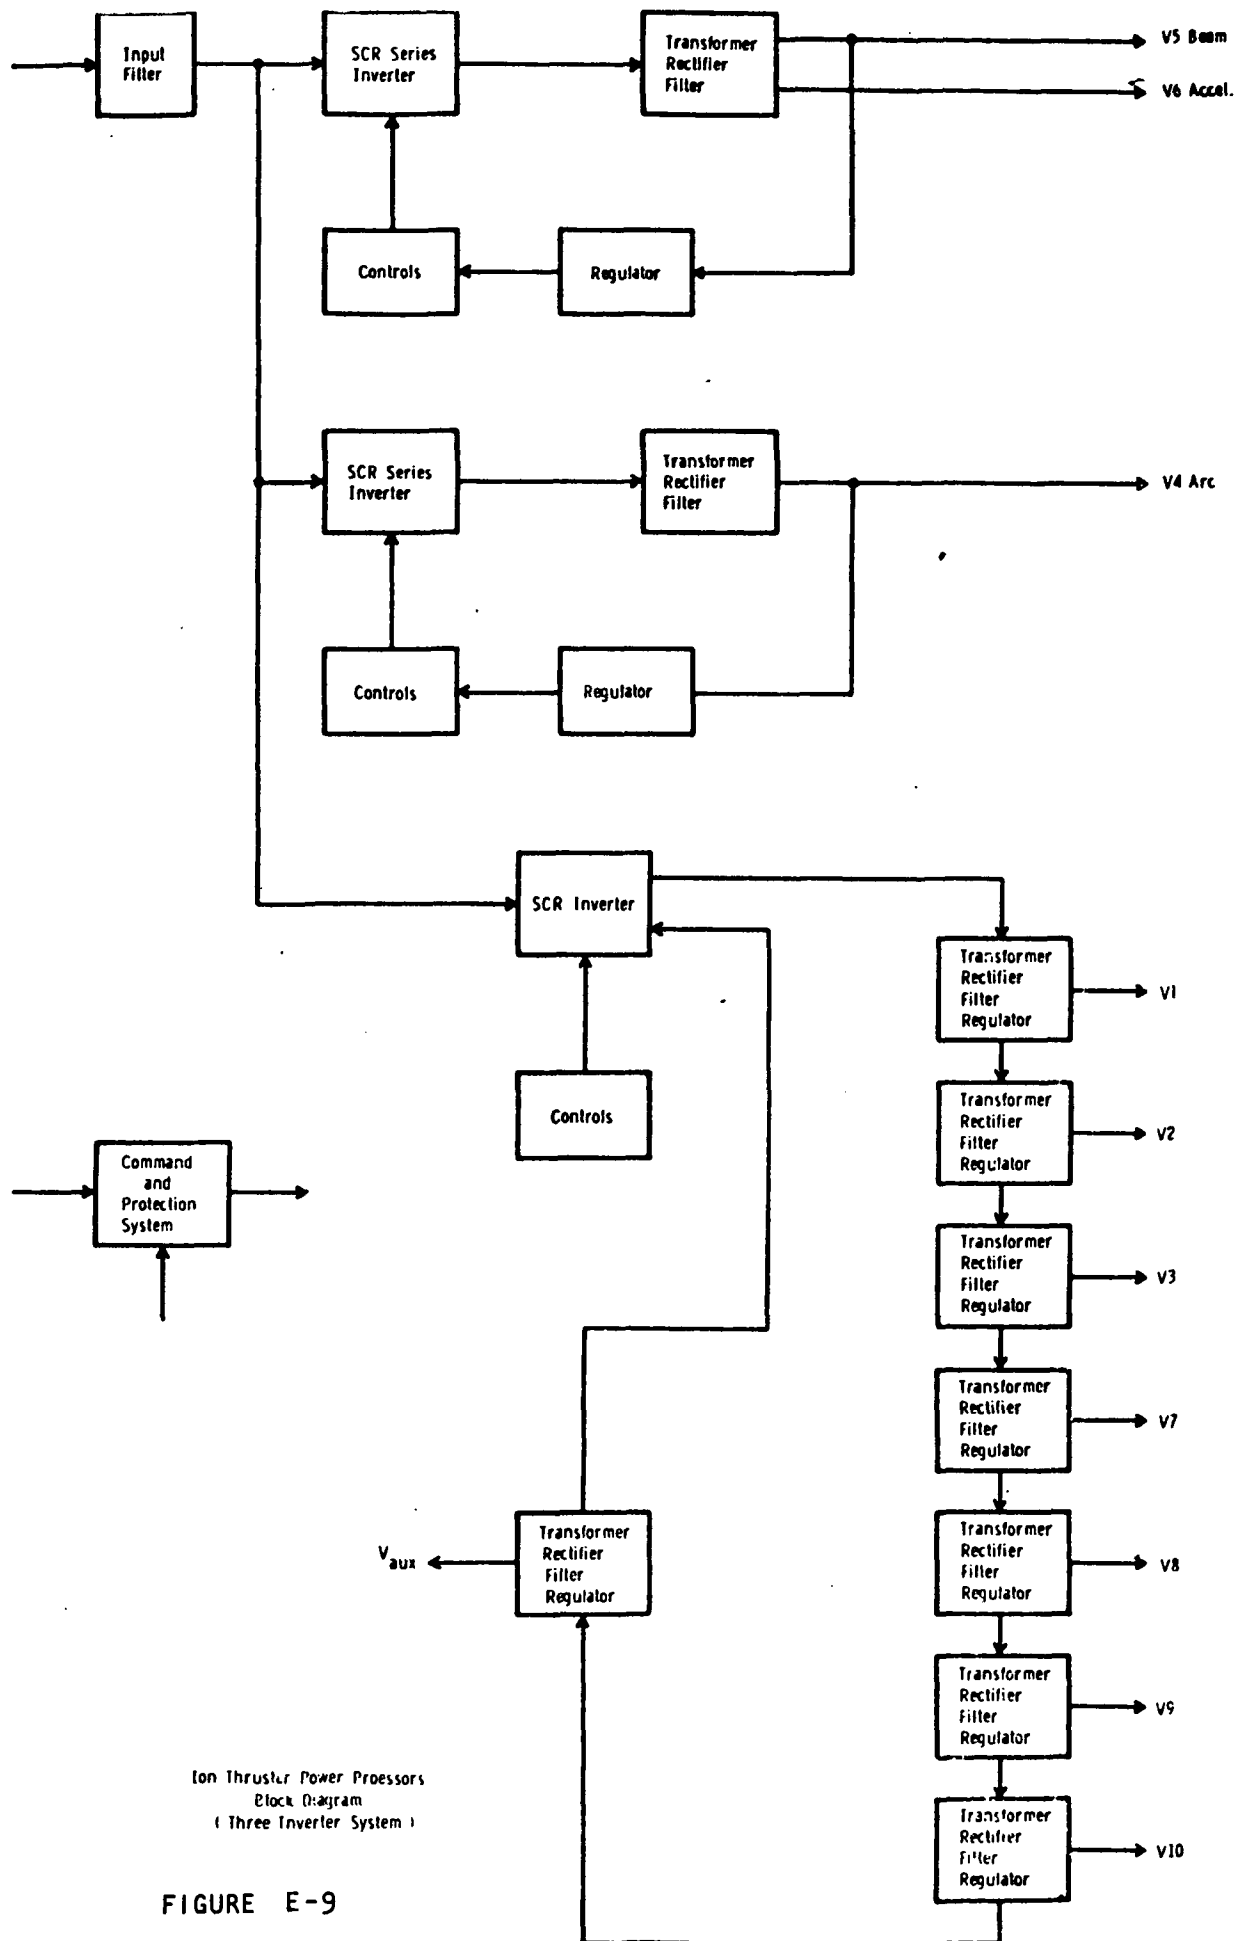 Input
Filter
SCR Series
Inverter
Transformer
Rectifier
Filter
V5 Beam
V6 Accel.
Controls
Regulator
SCR Series
Inverter
Transformer
Rectifier
Filter
V4 Arc
Controls
Regulator
SCR Inverter
Transformer
Rectifier
Filter
Regulator
V1
Controls
Transformer
Rectifier
Filter
Regulator
V2
Command
and
Protection
System
Transformer
Rectifier
Filter
Regulator
V3
Transformer
Rectifier
Filter
Regulator
V7
Vaux
Transformer
Rectifier
Filter
Regulator
Transformer
Rectifier
Filter
Regulator
V8
Transformer
Rectifier
Filter
Regulator
V9
Ion Thruster Power Proessors
Block Diagram
( Three Inverter System )
Transformer
Rectifier
Filter
Regulator
V10
FIGURE E-9